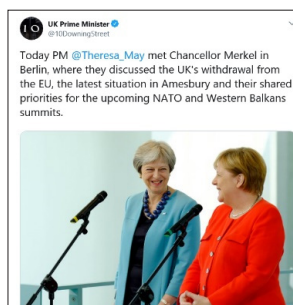 10
UK Prime Minister
@10DowningStreet
Today PM @Theresa_May met Chancellor Merkel in
Berlin, where they discussed the UK's withdrawal from
the EU, the latest situation in Amesbury and their shared
priorities for the upcoming NATO and Western Balkans
summits.